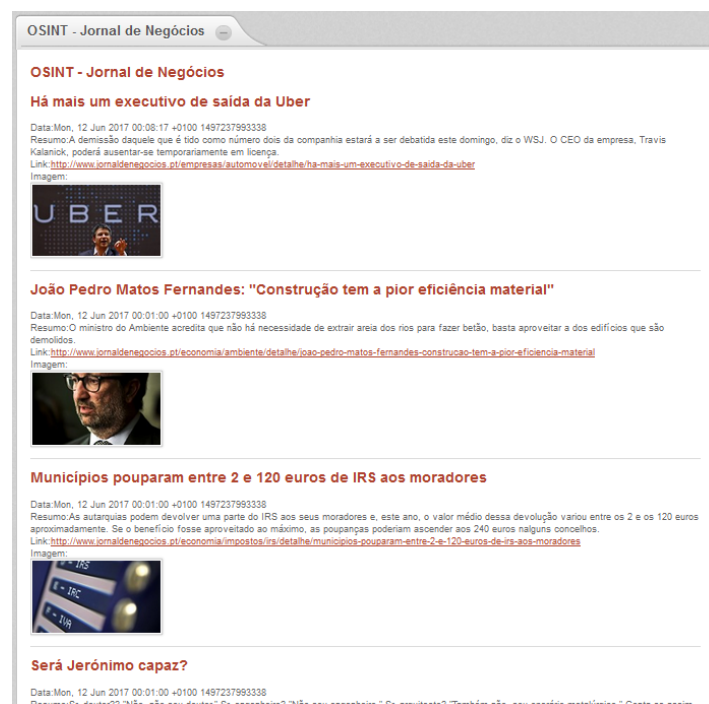 OSINT - Jornal de Negócios
OSINT - Jornal de Negócios
Há mais um executivo de saída da Uber
Data:Mon, 12 Jun 2017 00:08:17 +0100 1497237993338
Resumo:A demissão daquele que é tido como número dois da companhia estará a ser debatida este domingo, diz o WSJ. O CEO da empresa, Travis
Kalanick, poderá ausentar-se temporariamente em licença.
Link:http://www.jornaldenegocios.pt/empresas/automovel/detalhe/ha-mais-um-executivo-de-saida-da-uber
Imagem:
UBER
João Pedro Matos Fernandes: "Construção tem a pior eficiência material"
Data:Mon, 12 Jun 2017 00:01:00 +0100 1497237993338
Resumo:O ministro do Ambiente acredita que não há necessidade de extrair areia dos rios para fazer betão, basta aproveitar a dos edifícios que são
demolidos.
Link:http://www.jornaldenegocios.pt/economia/ambiente/detalhe/joao-pedro-matos-fernandes-construcao-tem-a-pior-eficiencia-material
Imagem:
Municípios pouparam entre 2 e 120 euros de IRS aos moradores
Data:Mon, 12 Jun 2017 00:01:00 +0100 1497237993338
Resumo:As autarquias podem devolver uma parte do IRS aos seus moradores e, este ano, o valor médio dessa devolução variou entre os 2 e os 120 euros
aproximadamente. Se o benefício fosse aproveitado ao máximo, as poupanças poderiam ascender aos 240 euros nalguns concelhos.
Link:http://www.jornaldenegocios.pt/economia/impostos/irs/detalhe/municipios-pouparam-entre-2-e-120-euros-de-irs-aos-moradores
Imagem:
- IRS
- IRC
- IVA
Será Jerónimo capaz?
Data:Mon, 12 Jun 2017 00:01:00 +0100 1497237993338